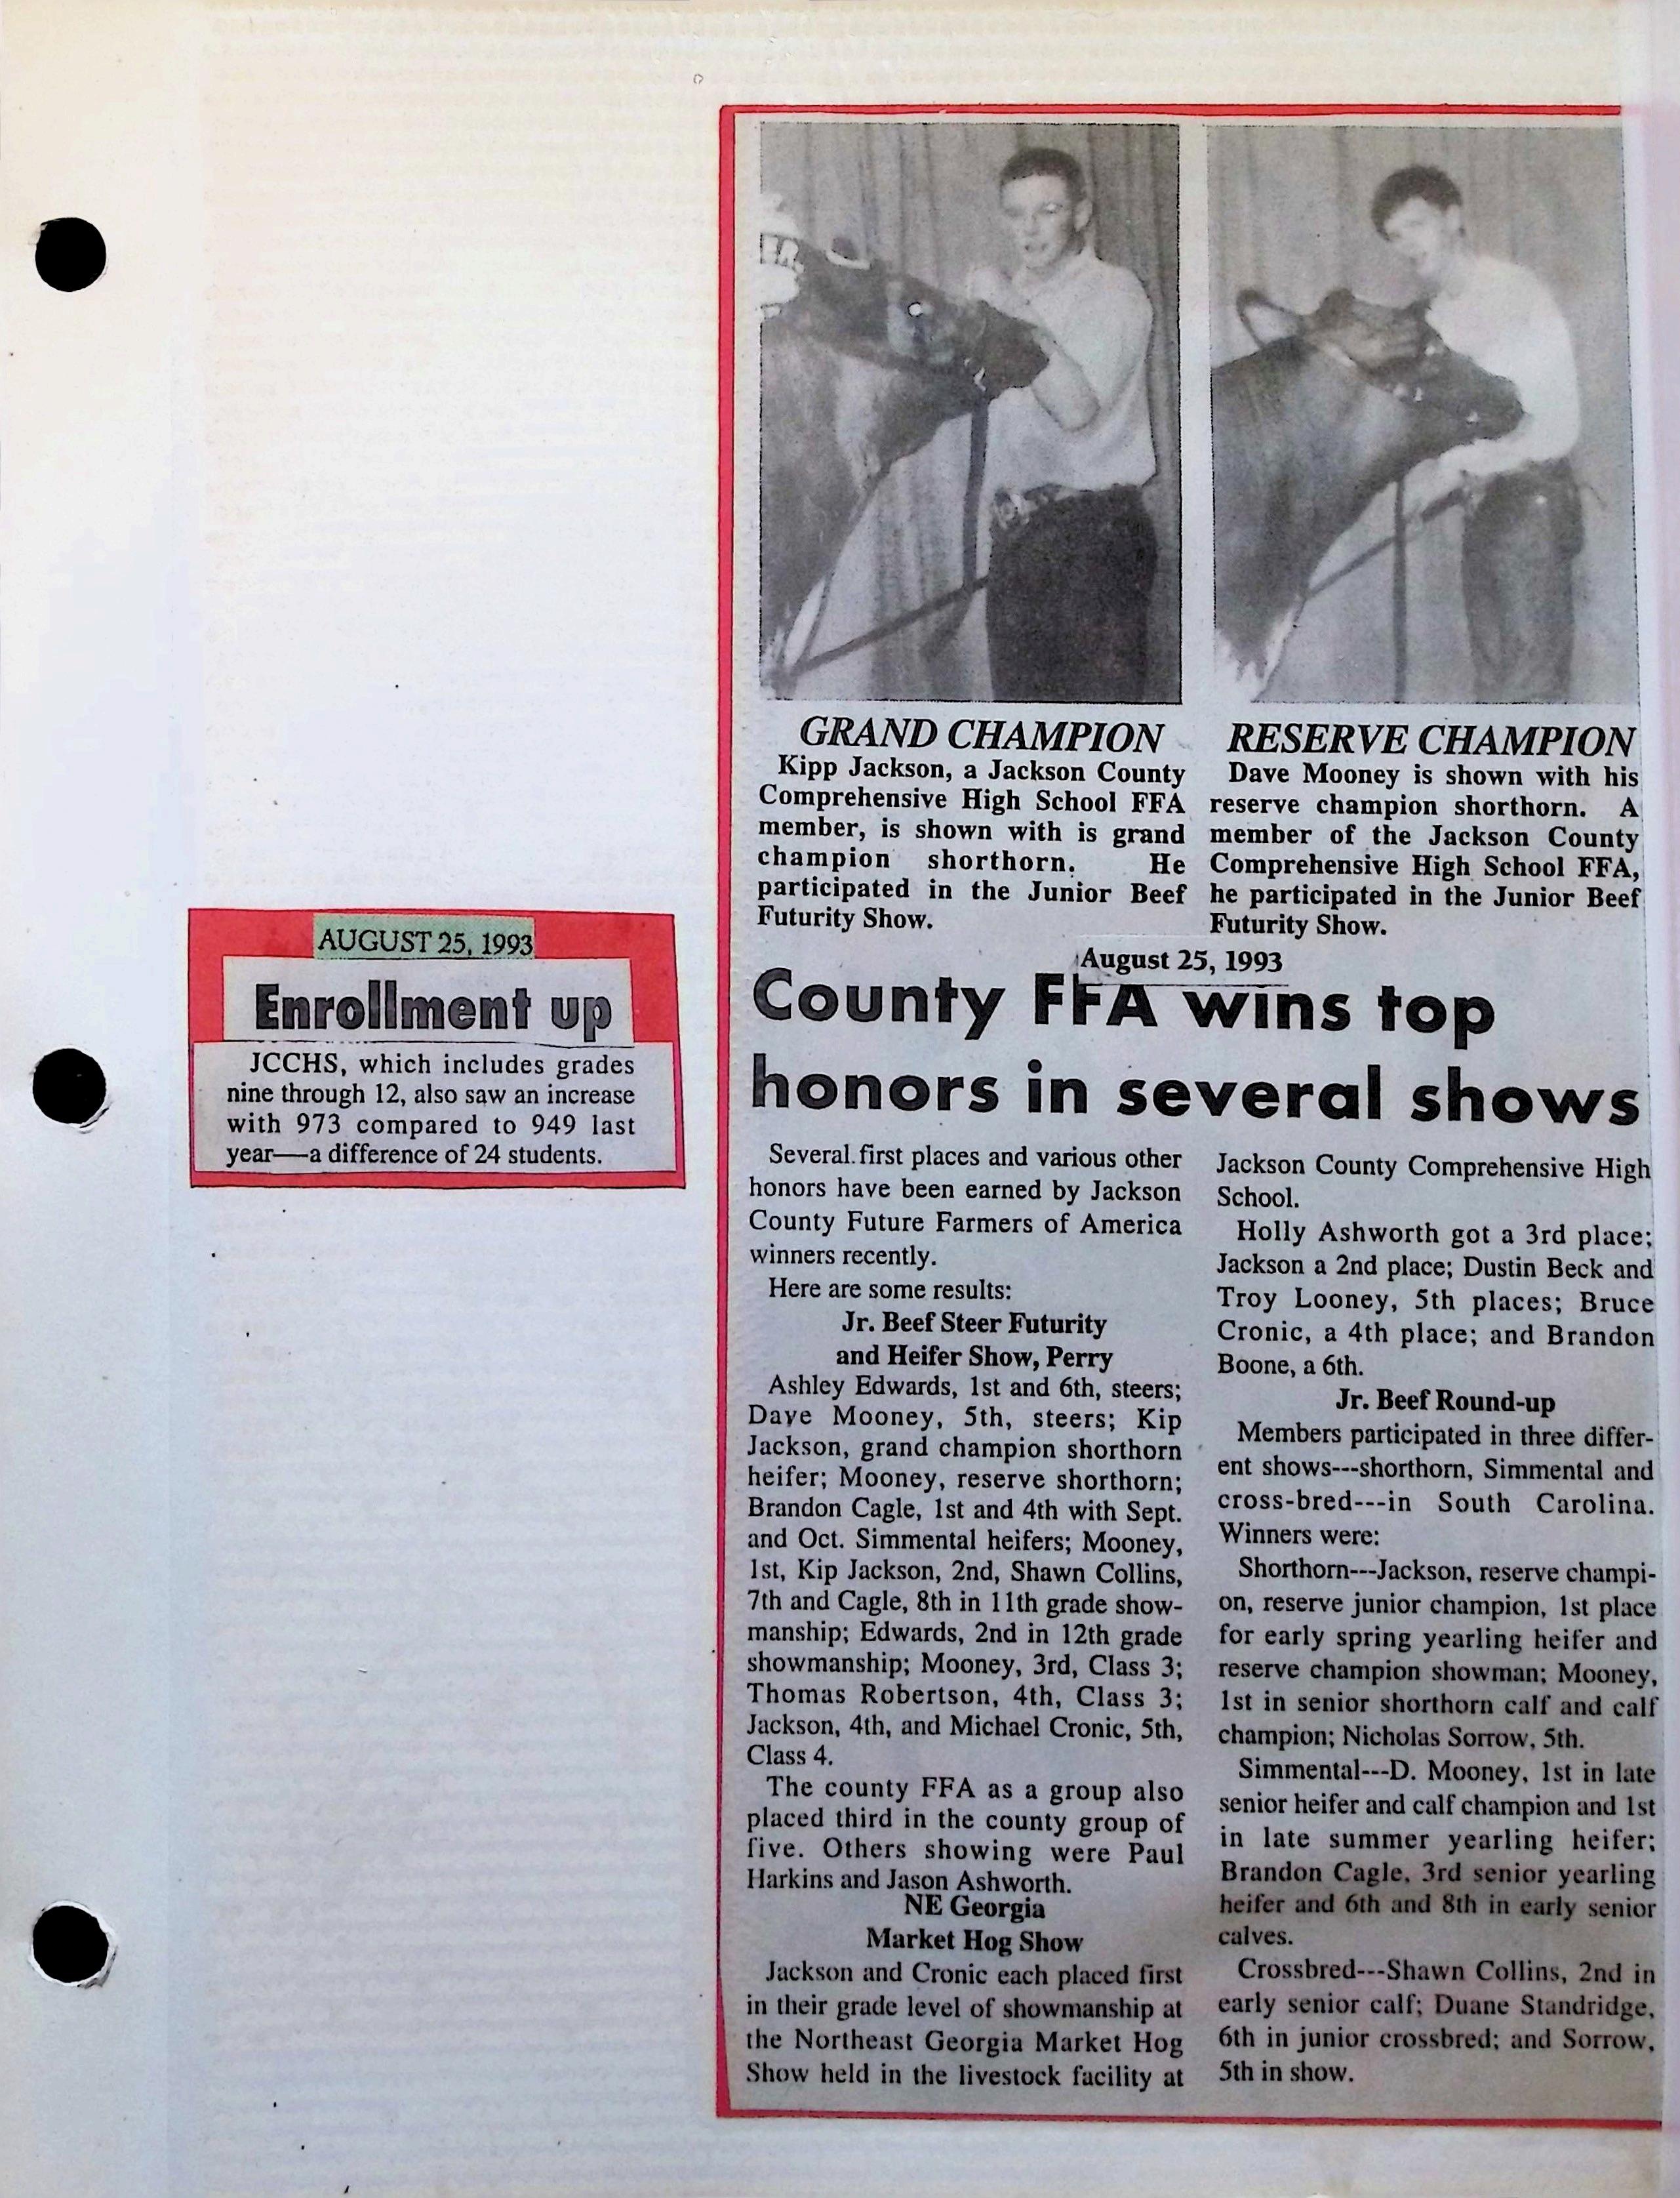 AUGUST 25, 1993
Enrollment up
JCCHS, which includes grades
nine through 12, also saw an increase
with 973 compared to 949 last
year—a difference of 24 students.
GRAND CHAMPION
Kipp Jackson, a Jackson County
Comprehensive High School FFA
member, is shown with is grand
champion shorthorn. He
participated in the Junior Beef
Futurity Show.
RESERVE CHAMPION
Dave Mooney is shown with his
reserve champion shorthorn. A
member of the Jackson County
Comprehensive High School FFA,
he participated in the Junior Beef
Futurity Show.
August 25, 1993
County FFA wins top
honors in several shows
Several first places and various other
honors have been earned by Jackson
County Future Farmers of America
winners recently.
Here are some results:
Jr. Beef Steer Futurity
and Heifer Show, Perry
Ashley Edwards, 1st and 6th, steers;
Dave Mooney, 5th, steers; Kip
Jackson, grand champion shorthorn
heifer; Mooney, reserve shorthorn;
Brandon Cagle, 1st and 4th with Sept.
and Oct. Simmental heifers; Mooney,
1st, Kip Jackson, 2nd, Shawn Collins,
7th and Cagle, 8th in 11th grade show-
manship; Edwards, 2nd in 12th grade
showmanship; Mooney, 3rd, Class 3;
Thomas Robertson, 4th, Class 3;
Jackson, 4th, and Michael Cronic, 5th,
Class 4.
The county FFA as a group also
placed third in the county group of
five. Others showing were Paul
Harkins and Jason Ashworth.
NE Georgia
Market Hog Show
Jackson and Cronic each placed first
in their grade level of showmanship at
the Northeast Georgia Market Hog
Show held in the livestock facility at
Jackson County Comprehensive High
School.
Holly Ashworth got a 3rd place;
Jackson a 2nd place; Dustin Beck and
Troy Looney, 5th places; Bruce
Cronic, a 4th place; and Brandon
Boone, a 6th.
Jr. Beef Round-up
Members participated in three differ-
ent shows---shorthorn, Simmental and
cross-bred---in South Carolina.
Winners were:
Shorthorn---Jackson, reserve champi-
on, reserve junior champion, 1st place
for early spring yearling heifer and
reserve champion showman; Mooney,
1st in senior shorthorn calf and calf
champion; Nicholas Sorrow, 5th.
Simmental---D. Mooney, 1st in late
senior heifer and calf champion and 1st
in late summer yearling heifer;
Brandon Cagle, 3rd senior yearling
heifer and 6th and 8th in early senior
calves.
Crossbred---Shawn Collins, 2nd in
early senior calf; Duane Standridge,
6th in junior crossbred; and Sorrow,
5th in show.